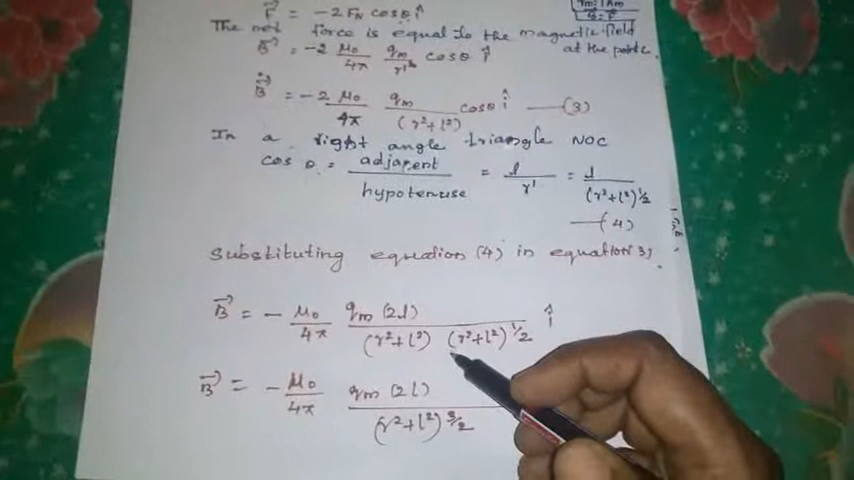 F⃗ = -2F_N cosθ î
The net force is equal to the magnetic field at the point.
B⃗ = -2 μ₀/4π q_m/r'² cosθ î
B⃗ = -2 μ₀/4π q_m/(r²+l²) cosθ î —(3)
In a right angle triangle NOC
cos θ = adjacent/hypotenuse = l/r' = l/(r²+l²)^1/2
—(4)
Substituting equation (4) in equation 3,
B⃗ = - μ₀/4π q_m(2l)/(r²+l²) (r²+l²)^1/2 î
B⃗ = - μ₀/4π q_m(2l)/(r²+l²)^3/2